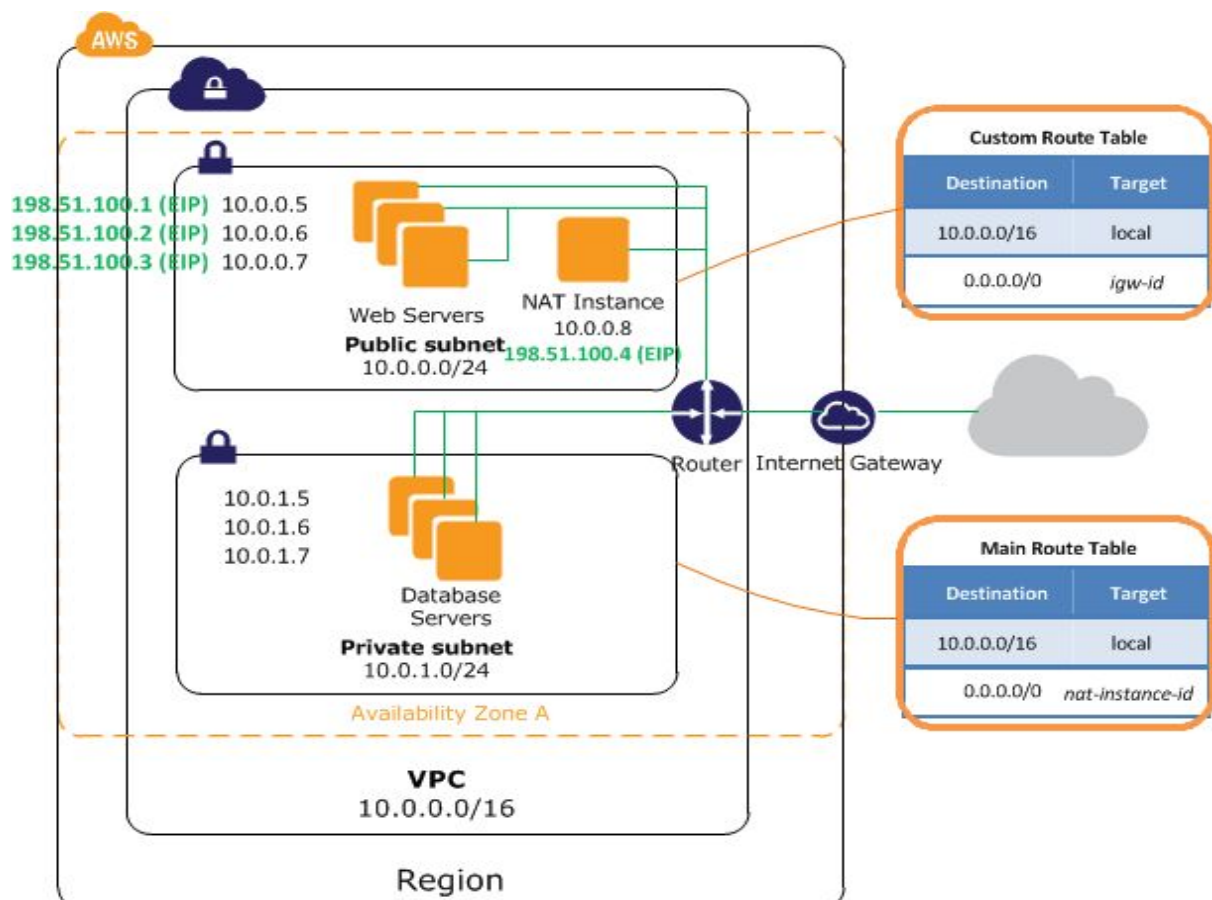 AWS
198.51.100.1 (EIP) 10.0.0.5
198.51.100.2 (EIP) 10.0.0.6
198.51.100.3 (EIP) 10.0.0.7
Web Servers
NAT Instance
10.0.0.8
198.51.100.4 (EIP)
Public subnet
10.0.0.0/24
Custom Route Table
Destination Target
10.0.0.0/16 local
0.0.0.0/0 igw-id
Router
Internet Gateway
10.0.1.5
10.0.1.6
10.0.1.7
Database
Servers
Private subnet
10.0.1.0/24
Availability Zone A
Main Route Table
Destination Target
10.0.0.0/16 local
0.0.0.0/0 nat-instance-id
VPC
10.0.0.0/16
Region